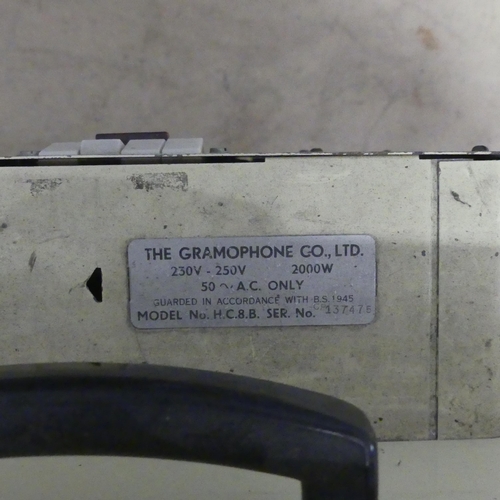 THE GRAMOPHONE CO., LTD.
230V - 250V 2000W
50 ~ A.C. ONLY
GUARDED IN ACCORDANCE WITH B.S. 1945
MODEL No. H.C.8.B. SER. No. 137478